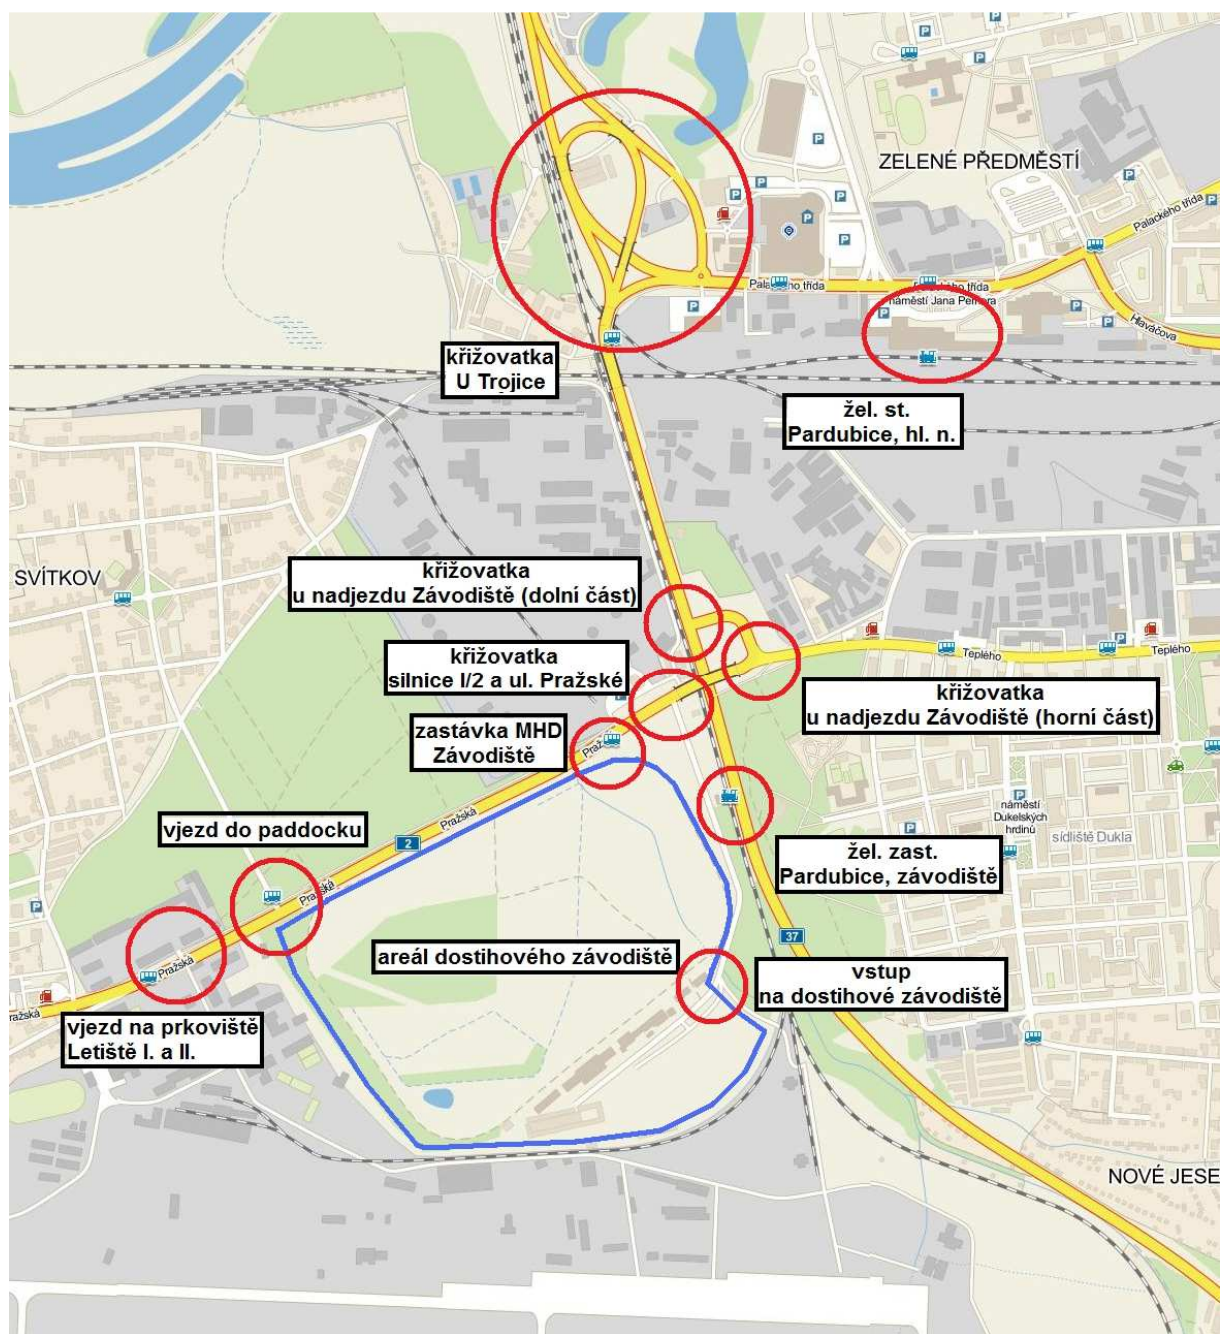 ZELENÉ PŘEDMĚSTÍ
Palackého třída
Palackého třída
náměstí Jana Pernera
Hlaváčova
křižovatka
U Trojice
žel. st.
Pardubice, hl. n.
SVÍTKOV
křižovatka
u nadjezdu Závodiště (dolní část)
křižovatka
silnice I/2 a ul. Pražské
Teplého
Teplého
křižovatka
u nadjezdu Závodiště (horní část)
zastávka MHD
Závodiště
Pražská
vjezd do paddocku
2
náměstí
Dukelských
hrdinů
sídliště Dukla
žel. zast.
Pardubice, závodiště
Pražská
37
areál dostihového závodiště
vstup
na dostihové závodiště
Pražská
vjezd na prkoviště
Letiště I. a II.
NOVÉ JESE